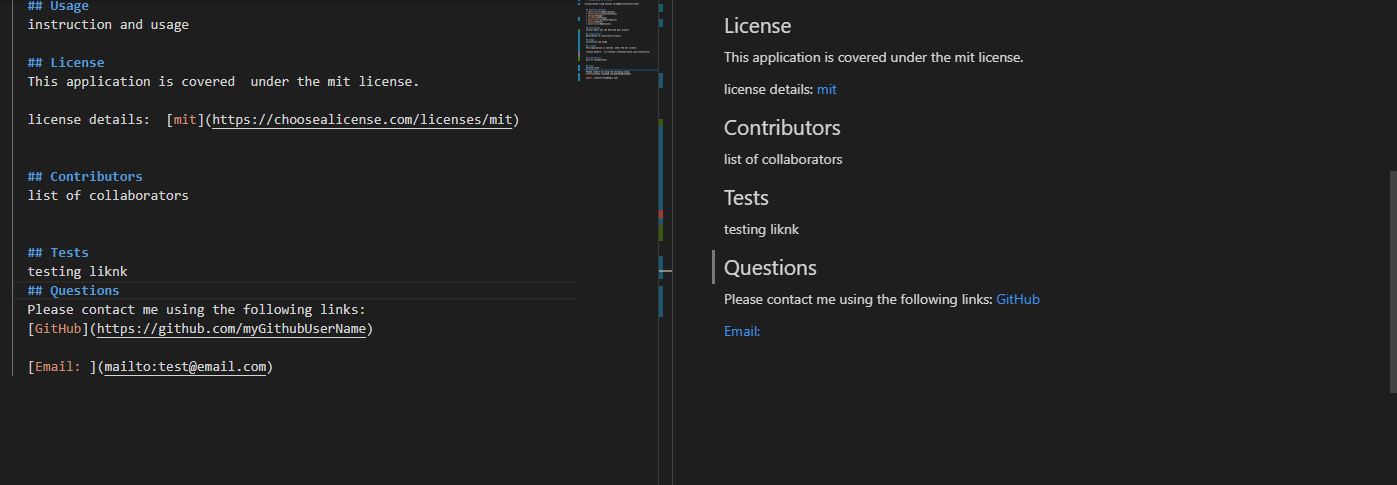 ## Usage
instruction and usage
## License
This application is covered  under the mit license.
license details:  [mit](https://choosealicense.com/licenses/mit)
## Contributors
list of collaborators
## Tests
testing liknk
## Questions
Please contact me using the following links:
[GitHub](https://github.com/myGithubUserName)
[Email: ](mailto:test@email.com)
License
This application is covered under the mit license.
license details: mit
Contributors
list of collaborators
Tests
testing liknk
Questions
Please contact me using the following links: GitHub
Email: